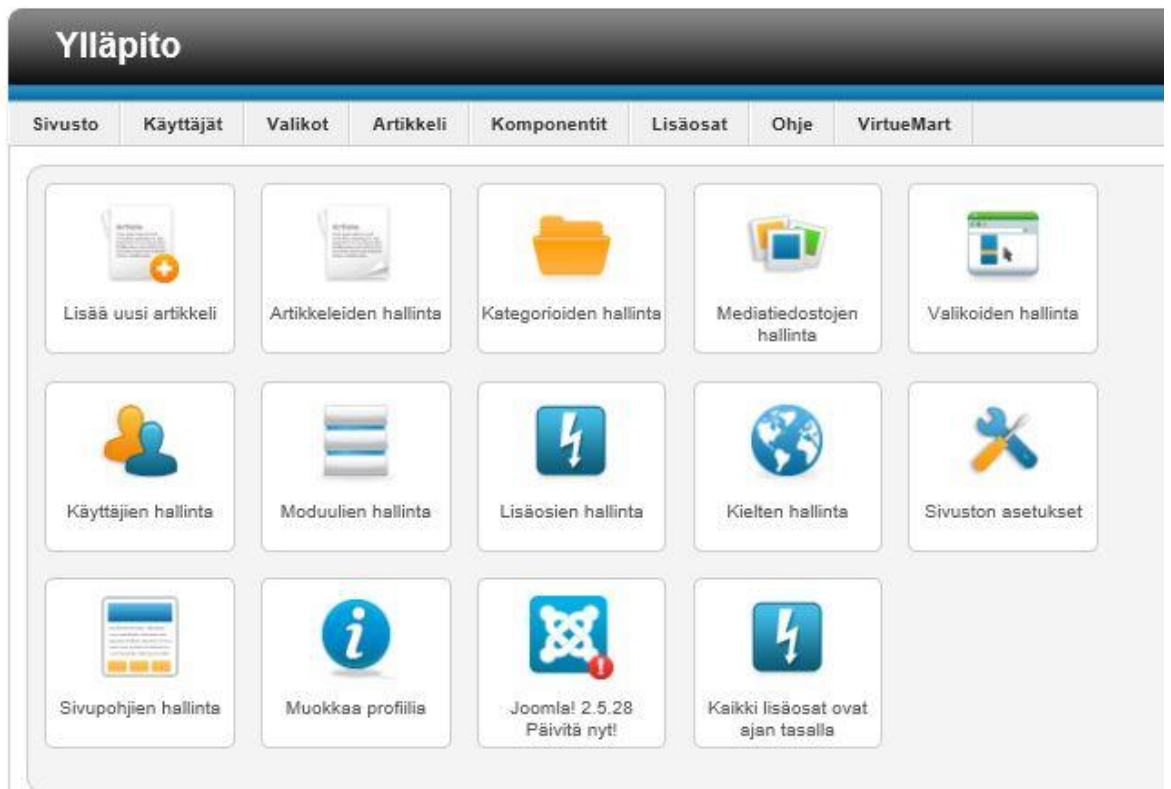 Ylläpito
Sivusto Käyttäjät Valikot Artikkeli Komponentit Lisäosat Ohje VirtueMart
Lisää uusi artikkeli
Artikkeleiden hallinta
Kategorioiden hallinta
Mediatiedostojen
hallinta
Valikoiden hallinta
Käyttäjien hallinta
Moduulien hallinta
Lisäosien hallinta
Kielten hallinta
Sivuston asetukset
Sivupohjien hallinta
Muokkaa profiilia
Joomla! 2.5.28
Päivitä nyt!
Kaikki lisäosat ovat
ajan tasalla